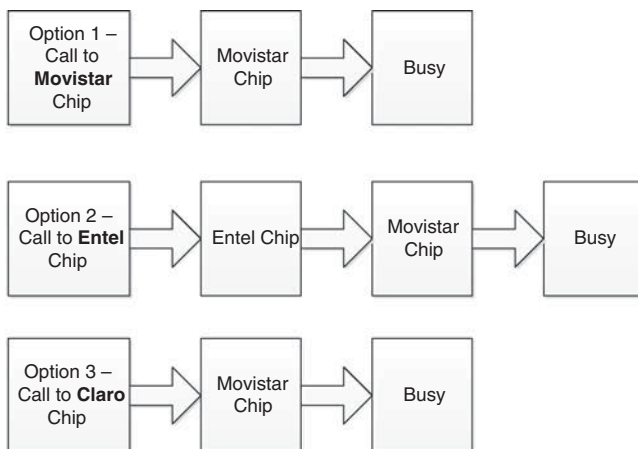 Option 1 –
Call to
Movistar
Chip
Movistar
Chip
Busy
Option 2 –
Call to Entel
Chip
Entel Chip
Movistar
Chip
Busy
Option 3 –
Call to Claro
Chip
Movistar
Chip
Busy